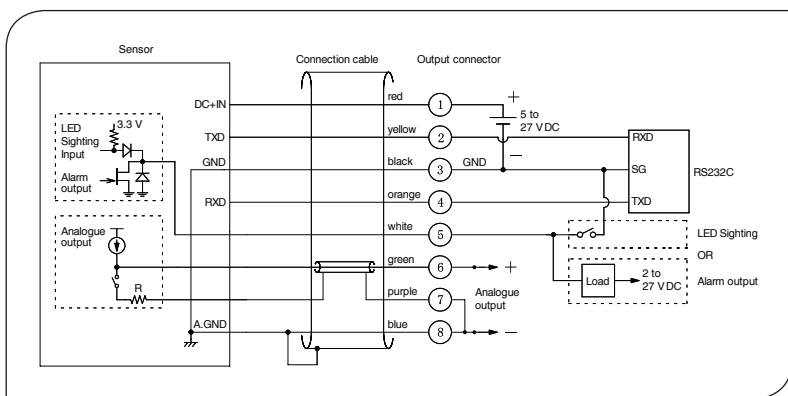 Sensor
Connection cable
Output connector
DC+IN
red
1
+
5 to
27 V DC
−
LED
Sighting
Input
3.3 V
Alarm
output
TXD
yellow
2
RXD
GND
black
3
GND
SG
RS232C
RXD
orange
4
TXD
white
5
LED Sighting
OR
Analogue
output
R
green
6
+
Load
2 to
27 V DC
Alarm output
purple
7
Analogue
output
A.GND
blue
8
−